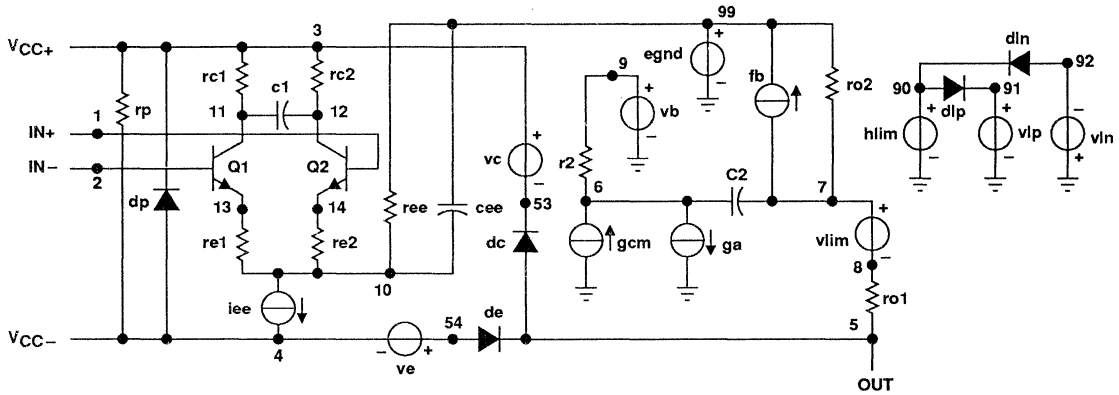 99
VCC+
3
egnd
+
−
fb
dln
92
rc1
rc2
9
+
−
vb
ro2
90
91
c1
11
12
dlp
rp
1
IN+
hlim
+
−
vlp
+
−
vln
−
+
IN−
2
Q1
Q2
vc
+
−
r2
C2
6
7
dp
13
14
ree
cee
53
re1
re2
dc
gcm
ga
vlim
+
−
8
10
iee
ro1
de
54
5
VCC−
4
−
+
ve
OUT